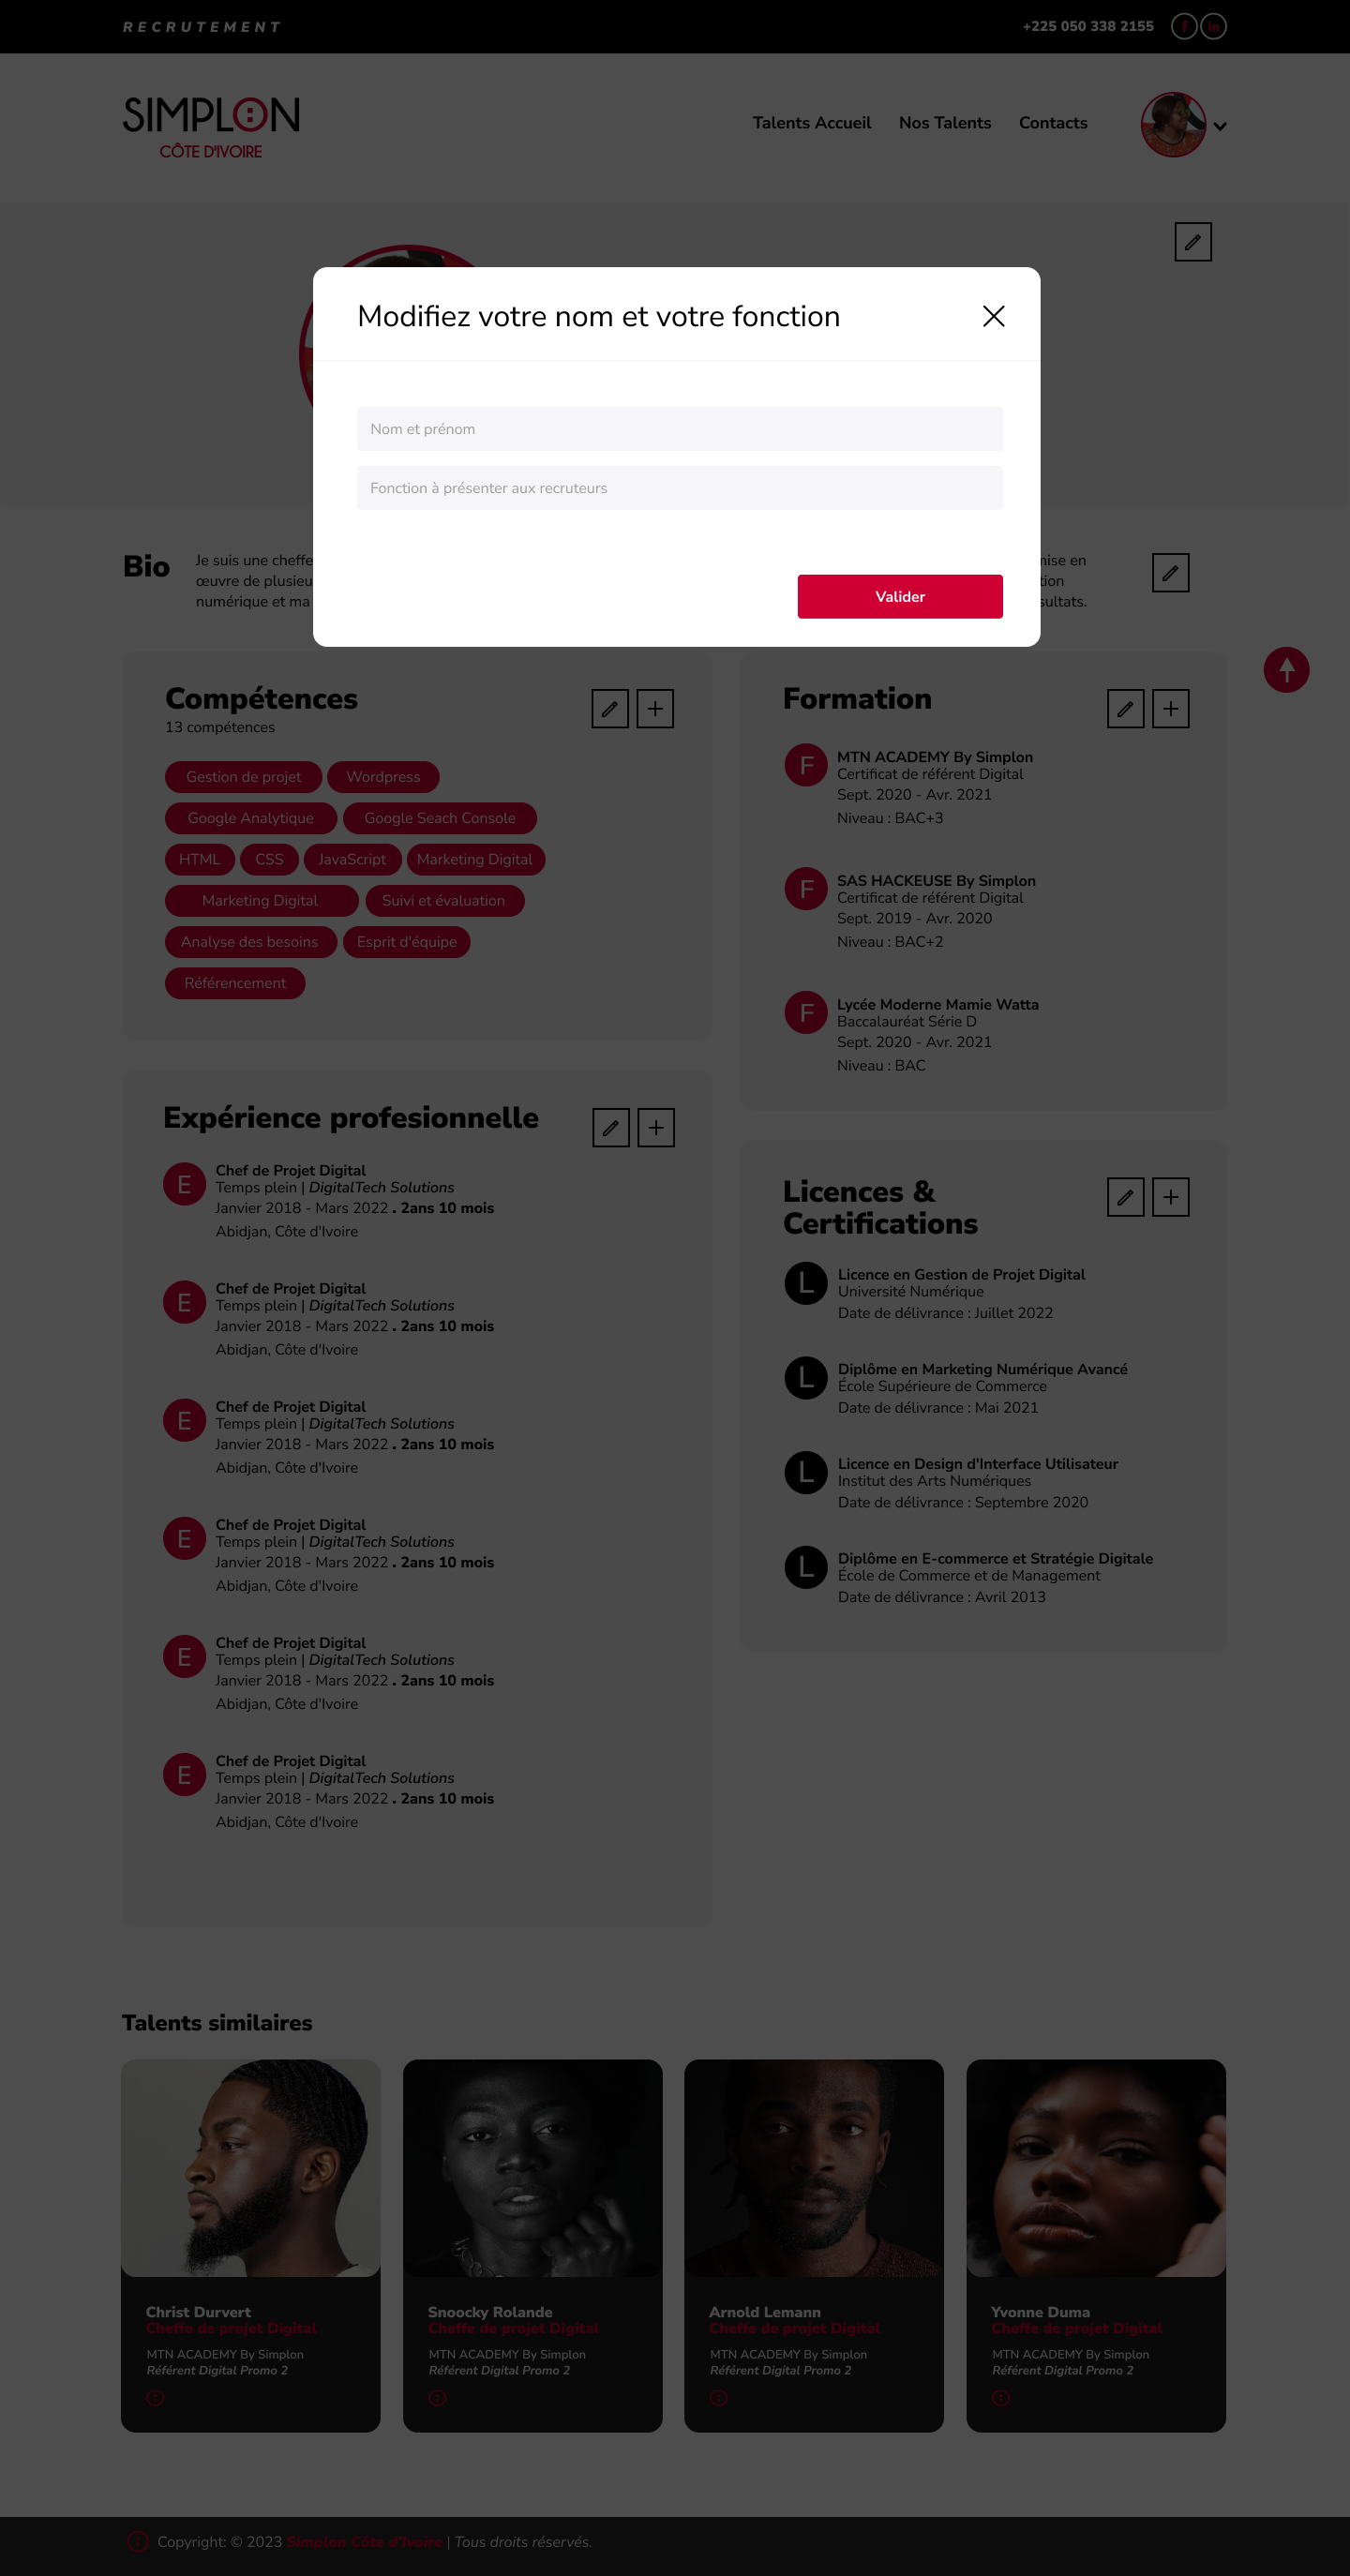 RECRUTEMENT
+225 050 338 2155
f in
SIMPLON
CÔTE D'IVOIRE
Talents Accueil Nos Talents Contacts
Modifiez votre nom et votre fonction
Nom et prénom
Fonction à présenter aux recruteurs
Valider
Bio
Je suis une cheffe
œuvre de plusieu
numérique et ma
mise en
tion
sultats.
Compétences
13 compétences
Gestion de projet Wordpress
Google Analytique Google Seach Console
HTML CSS JavaScript Marketing Digital
Marketing Digital Suivi et évaluation
Analyse des besoins Esprit d'équipe
Référencement
Expérience profesionnelle
E
Chef de Projet Digital
Temps plein | DigitalTech Solutions
Janvier 2018 - Mars 2022 . 2ans 10 mois
Abidjan, Côte d'Ivoire
E
Chef de Projet Digital
Temps plein | DigitalTech Solutions
Janvier 2018 - Mars 2022 . 2ans 10 mois
Abidjan, Côte d'Ivoire
E
Chef de Projet Digital
Temps plein | DigitalTech Solutions
Janvier 2018 - Mars 2022 . 2ans 10 mois
Abidjan, Côte d'Ivoire
E
Chef de Projet Digital
Temps plein | DigitalTech Solutions
Janvier 2018 - Mars 2022 . 2ans 10 mois
Abidjan, Côte d'Ivoire
E
Chef de Projet Digital
Temps plein | DigitalTech Solutions
Janvier 2018 - Mars 2022 . 2ans 10 mois
Abidjan, Côte d'Ivoire
E
Chef de Projet Digital
Temps plein | DigitalTech Solutions
Janvier 2018 - Mars 2022 . 2ans 10 mois
Abidjan, Côte d'Ivoire
Formation
F
MTN ACADEMY By Simplon
Certificat de référent Digital
Sept. 2020 - Avr. 2021
Niveau : BAC+3
F
SAS HACKEUSE By Simplon
Certificat de référent Digital
Sept. 2019 - Avr. 2020
Niveau : BAC+2
F
Lycée Moderne Mamie Watta
Baccalauréat Série D
Sept. 2020 - Avr. 2021
Niveau : BAC
Licences &
Certifications
L
Licence en Gestion de Projet Digital
Université Numérique
Date de délivrance : Juillet 2022
L
Diplôme en Marketing Numérique Avancé
École Supérieure de Commerce
Date de délivrance : Mai 2021
L
Licence en Design d'Interface Utilisateur
Institut des Arts Numériques
Date de délivrance : Septembre 2020
L
Diplôme en E-commerce et Stratégie Digitale
École de Commerce et de Management
Date de délivrance : Avril 2013
Talents similaires
Christ Durvert
Cheffe de projet Digital
MTN ACADEMY By Simplon
Référent Digital Promo 2
Snoocky Rolande
Cheffe de projet Digital
MTN ACADEMY By Simplon
Référent Digital Promo 2
Arnold Lemann
Cheffe de projet Digital
MTN ACADEMY By Simplon
Référent Digital Promo 2
Yvonne Duma
Cheffe de projet Digital
MTN ACADEMY By Simplon
Référent Digital Promo 2
Copyright: © 2023 Simplon Côte d'Ivoire | Tous droits réservés.